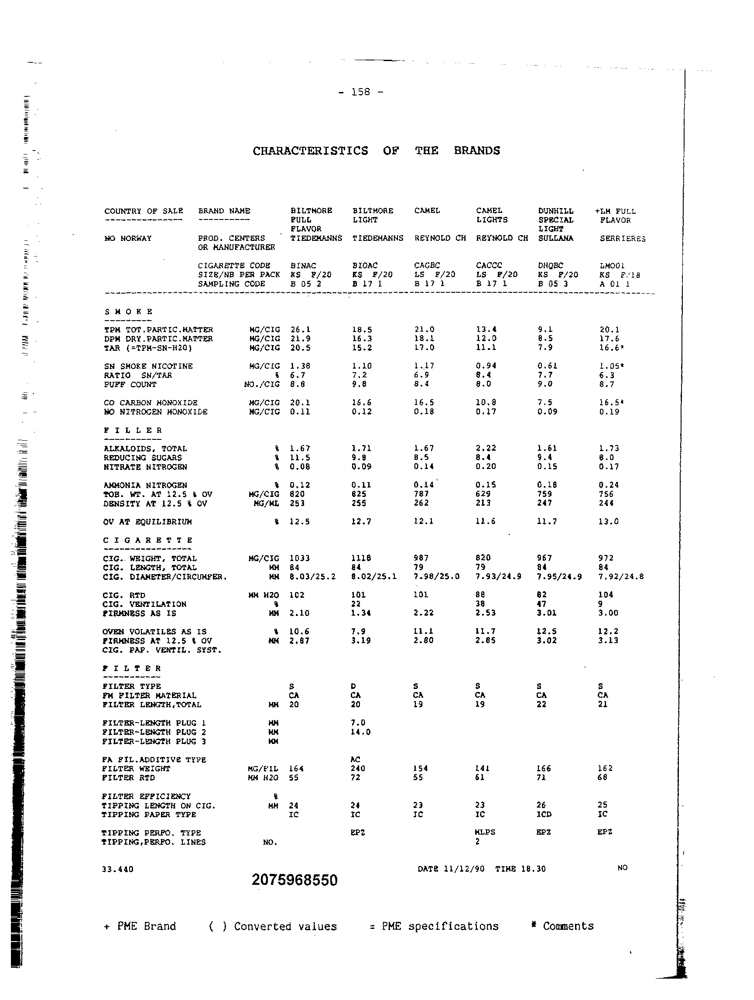 - 158 -
CHARACTERISTICS OF THE BRANDS
COUNTRY OF SALE BRAND NAME BILTMORE BILTMORE CAMEL CAMEL DUNHILL +LM FULL
--------------- ---------- FULL LIGHT LIGHTS SPECIAL FLAVOR
FLAVOR LIGHT
NO NORWAY PROD. CENTERS TIEDEMANNS TIEDEMANNS REYNOLD CH REYNOLD CH SULLANA SERRIERES
OR MANUFACTURER
CIGARETTE CODE BINAC BIOAC CAGBC CACCC DHQBC LM001
SIZE/NB PER PACK KS F/20 KS F/20 LS F/20 LS F/20 KS F/20 KS F/18
SAMPLING CODE B 05 2 B 17 1 B 17 1 B 17 1 B 05 3 A 01 1
S M O K E
TPM TOT.PARTIC.MATTER MG/CIG 26.1 18.5 21.0 13.4 9.1 20.1
DPM DRY.PARTIC.MATTER MG/CIG 21.9 16.3 18.1 12.0 8.5 17.6
TAR (=TPM-SN-H20) MG/CIG 20.5 15.2 17.0 11.1 7.9 16.6*
SN SMOKE NICOTINE MG/CIG 1.38 1.10 1.17 0.94 0.61 1.05*
RATIO SN/TAR % 6.7 7.2 6.9 8.4 7.7 6.3
PUFF COUNT NO./CIG 8.8 9.8 8.4 8.0 9.0 8.7
CO CARBON MONOXIDE MG/CIG 20.1 16.6 16.5 10.8 7.5 16.5*
NO NITROGEN MONOXIDE MG/CIG 0.11 0.12 0.18 0.17 0.09 0.19
F I L L E R
ALKALOIDS, TOTAL % 1.67 1.71 1.67 2.22 1.61 1.73
REDUCING SUGARS % 11.5 9.8 8.5 8.4 9.4 8.0
NITRATE NITROGEN % 0.08 0.09 0.14 0.20 0.15 0.17
AMMONIA NITROGEN % 0.12 0.11 0.14 0.15 0.18 0.24
TOB. WT. AT 12.5 % OV MG/CIG 820 825 787 629 759 756
DENSITY AT 12.5 % OV MG/ML 253 255 262 213 247 244
OV AT EQUILIBRIUM % 12.5 12.7 12.1 11.6 11.7 13.0
C I G A R E T T E
CIG. WEIGHT, TOTAL MG/CIG 1033 1118 987 820 967 972
CIG. LENGTH, TOTAL MM 84 84 79 79 84 84
CIG. DIAMETER/CIRCUMFER. MM 8.03/25.2 8.02/25.1 7.98/25.0 7.93/24.9 7.95/24.9 7.92/24.8
CIG. RTD MM H2O 102 101 101 88 82 104
CIG. VENTILATION % 22 38 47 9
FIRMNESS AS IS MM 2.10 1.34 2.22 2.53 3.01 3.00
OVEN VOLATILES AS IS % 10.6 7.9 11.1 11.7 12.5 12.2
FIRMNESS AT 12.5 % OV MM 2.87 3.19 2.80 2.85 3.02 3.13
CIG. PAP. VENTIL. SYST.
F I L T E R
FILTER TYPE S D S S S S
FM FILTER MATERIAL CA CA CA CA CA CA
FILTER LENGTH,TOTAL MM 20 20 19 19 22 21
FILTER-LENGTH PLUG 1 MM 7.0
FILTER-LENGTH PLUG 2 MM 14.0
FILTER-LENGTH PLUG 3 MM
FA FIL.ADDITIVE TYPE AC
FILTER WEIGHT MG/FIL 164 240 154 141 166 162
FILTER RTD MM H2O 55 72 55 61 71 68
FILTER EFFICIENCY %
TIPPING LENGTH ON CIG. MM 24 24 23 23 26 25
TIPPING PAPER TYPE IC IC IC IC ICD IC
TIPPING PERFO. TYPE EPZ MLPS EPZ EPZ
TIPPING,PERFO. LINES NO. 2
33.440 DATE 11/12/90 TIME 18.30 NO
2075968550
+ PME Brand ( ) Converted values = PME specifications * Comments